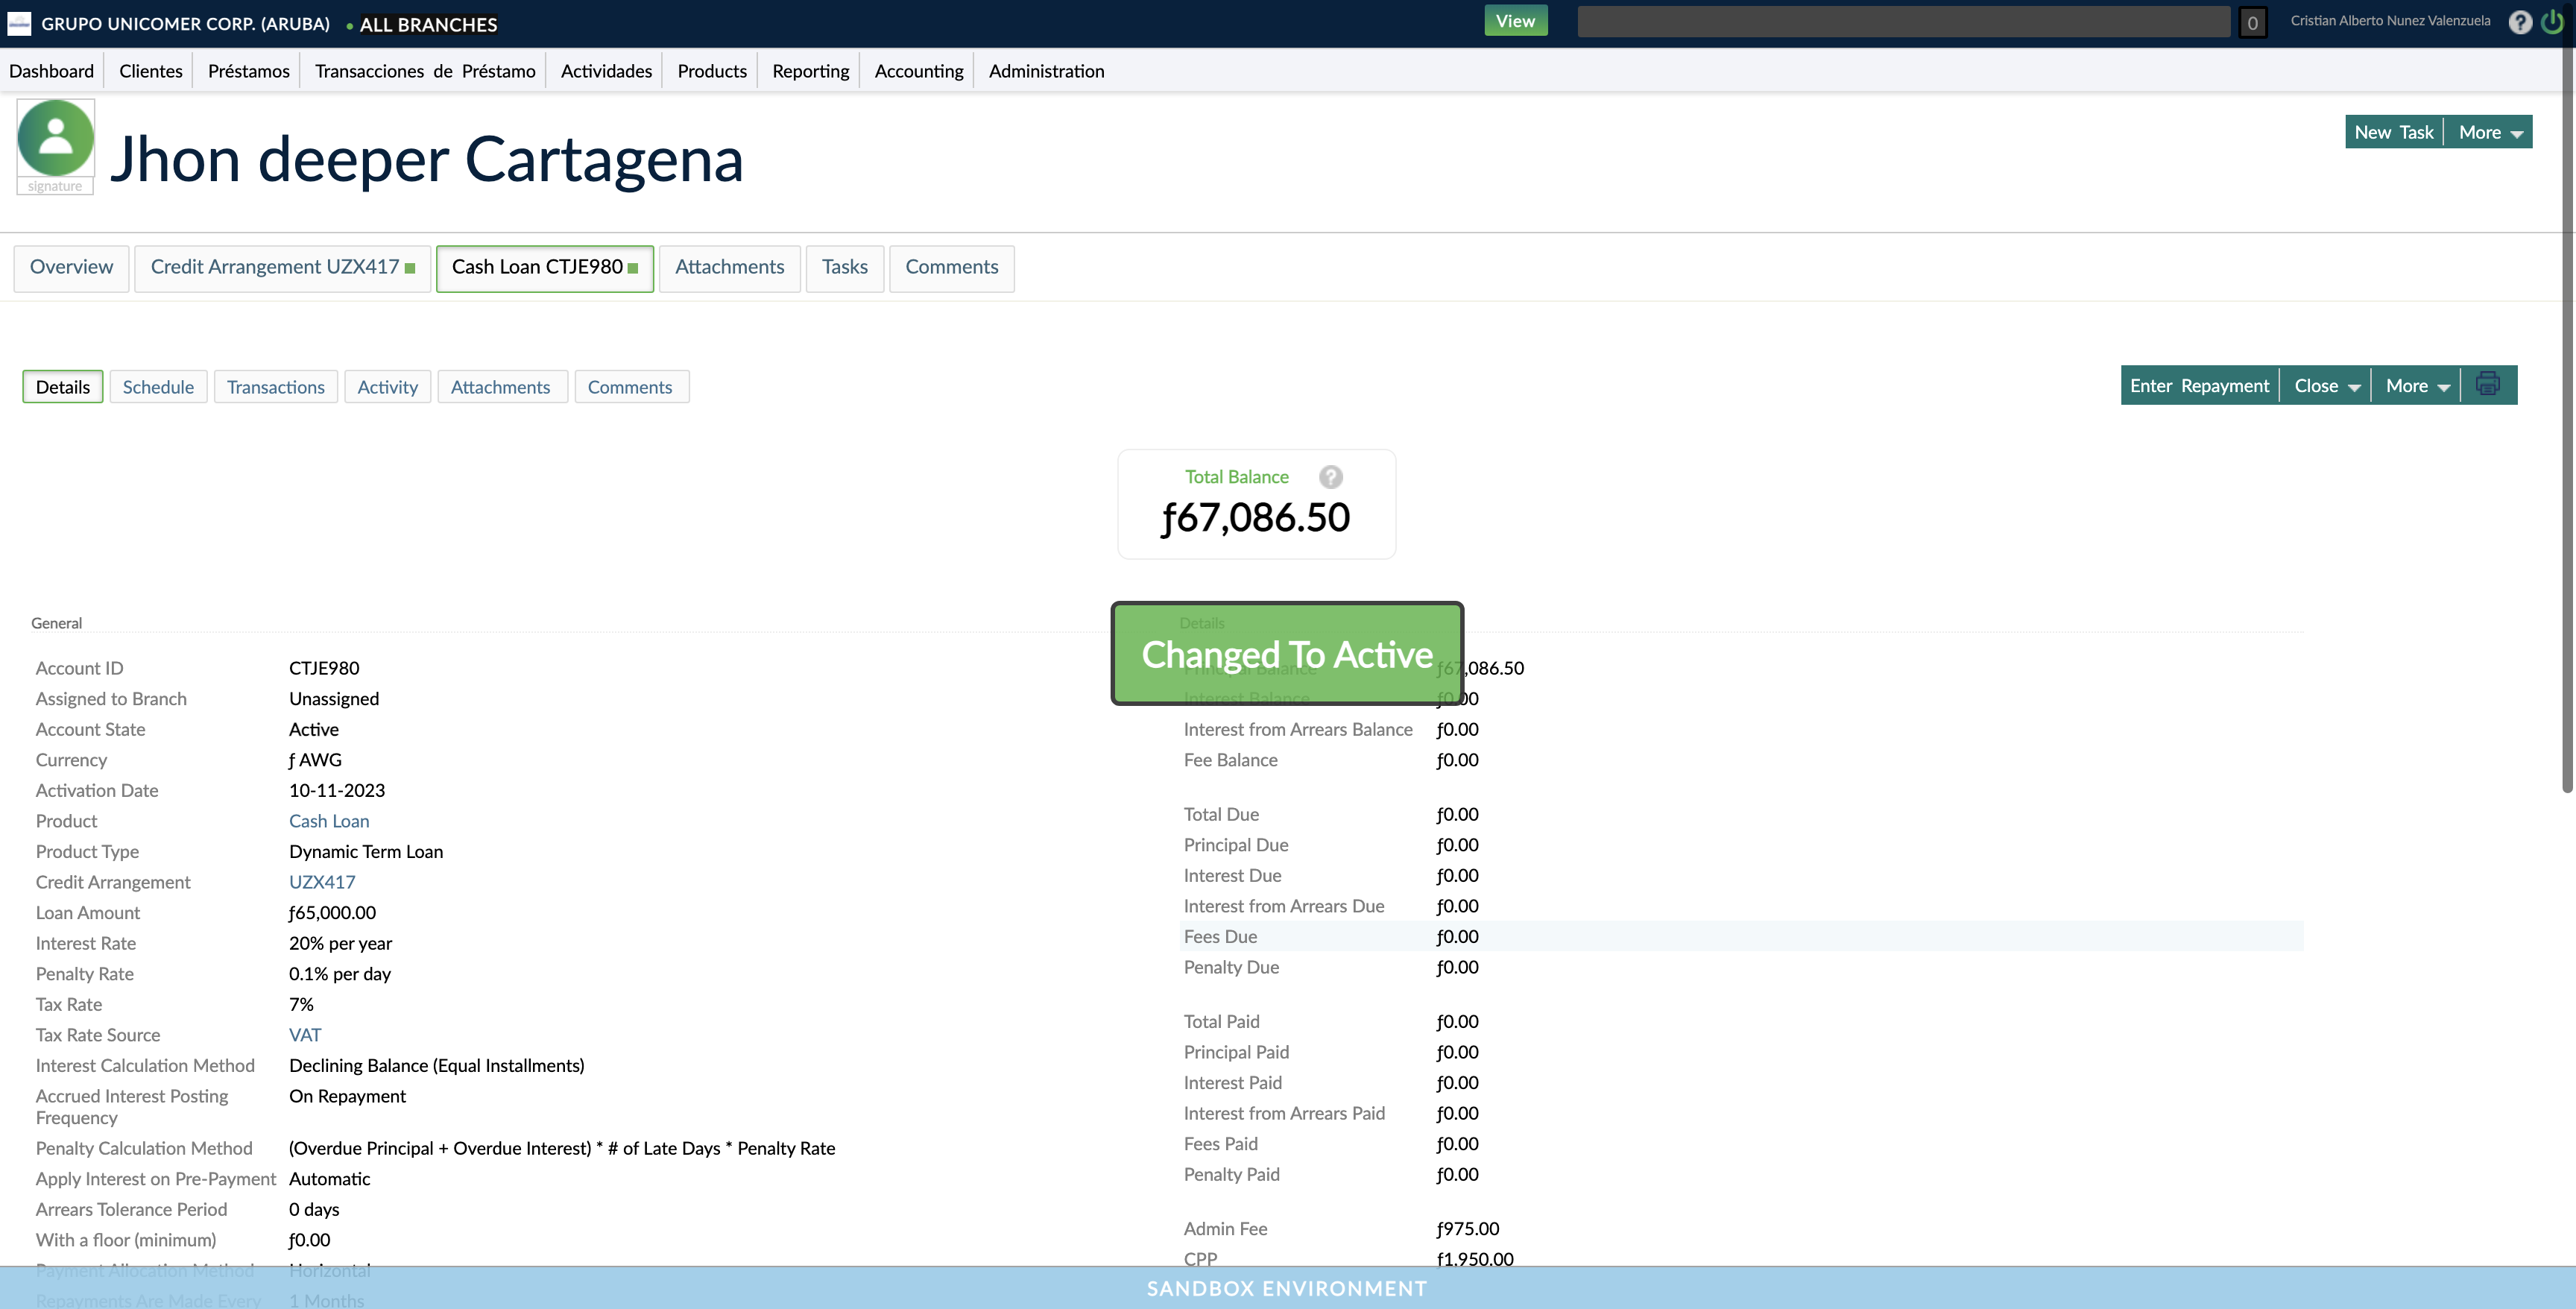 GRUPO UNICOMER CORP. (ARUBA) • ALL BRANCHES View 0 Cristian Alberto Nunez Valenzuela ?
Dashboard Clientes Préstamos Transacciones de Préstamo Actividades Products Reporting Accounting Administration
signature
Jhon deeper Cartagena
New Task More
Overview Credit Arrangement UZX417 Cash Loan CTJE980 Attachments Tasks Comments
Details Schedule Transactions Activity Attachments Comments
Enter Repayment Close More
Total Balance ?
ƒ67,086.50
Changed To Active
General
Account ID CTJE980
Assigned to Branch Unassigned
Account State Active
Currency ƒ AWG
Activation Date 10-11-2023
Product Cash Loan
Product Type Dynamic Term Loan
Credit Arrangement UZX417
Loan Amount ƒ65,000.00
Interest Rate 20% per year
Penalty Rate 0.1% per day
Tax Rate 7%
Tax Rate Source VAT
Interest Calculation Method Declining Balance (Equal Installments)
Accrued Interest Posting Frequency On Repayment
Penalty Calculation Method (Overdue Principal + Overdue Interest) * # of Late Days * Penalty Rate
Apply Interest on Pre-Payment Automatic
Arrears Tolerance Period 0 days
With a floor (minimum) ƒ0.00
Payment Allocation Method Horizontal
Repayments Are Made Every 1 Months
Details
Principal Balance ƒ67,086.50
Interest Balance ƒ0.00
Interest from Arrears Balance ƒ0.00
Fee Balance ƒ0.00
Total Due ƒ0.00
Principal Due ƒ0.00
Interest Due ƒ0.00
Interest from Arrears Due ƒ0.00
Fees Due ƒ0.00
Penalty Due ƒ0.00
Total Paid ƒ0.00
Principal Paid ƒ0.00
Interest Paid ƒ0.00
Interest from Arrears Paid ƒ0.00
Fees Paid ƒ0.00
Penalty Paid ƒ0.00
Admin Fee ƒ975.00
CPP ƒ1,950.00
SANDBOX ENVIRONMENT